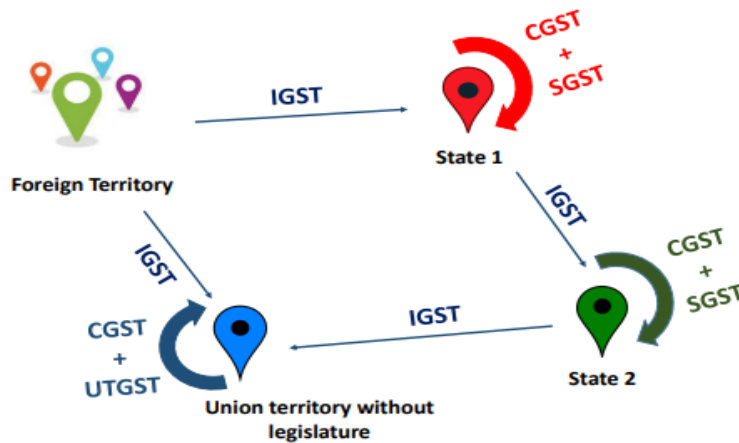 CGST
+
SGST
IGST
State 1
Foreign Territory
IGST
IGST
CGST
+
SGST
CGST
+
UTGST
IGST
State 2
Union territory without
legislature